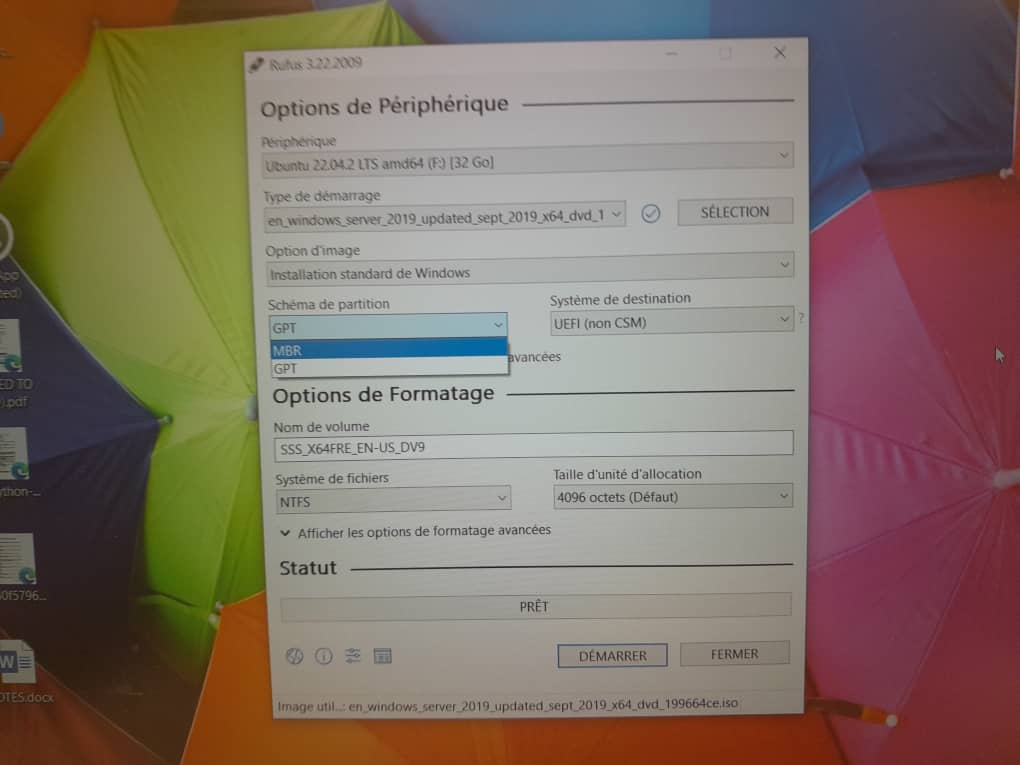 Rufus 3.22.2009
Options de Périphérique
Périphérique
Ubuntu 22.04.2 LTS amd64 (F:) [32 Go]
Type de démarrage
en_windows_server_2019_updated_sept_2019_x64_dvd_1
SÉLECTION
Option d'image
Installation standard de Windows
Schéma de partition
Système de destination
GPT
UEFI (non CSM)
?
MBR
GPT
avancées
Options de Formatage
Nom de volume
SSS_X64FRE_EN-US_DV9
Système de fichiers
Taille d'unité d'allocation
NTFS
4096 octets (Défaut)
Afficher les options de formatage avancées
Statut
PRÊT
DÉMARRER
FERMER
Image util...: en_windows_server_2019_updated_sept_2019_x64_dvd_199664ce.iso
App
ted)
ED TO
).pdf
ython-...
0f5796...
W
OTES.docx